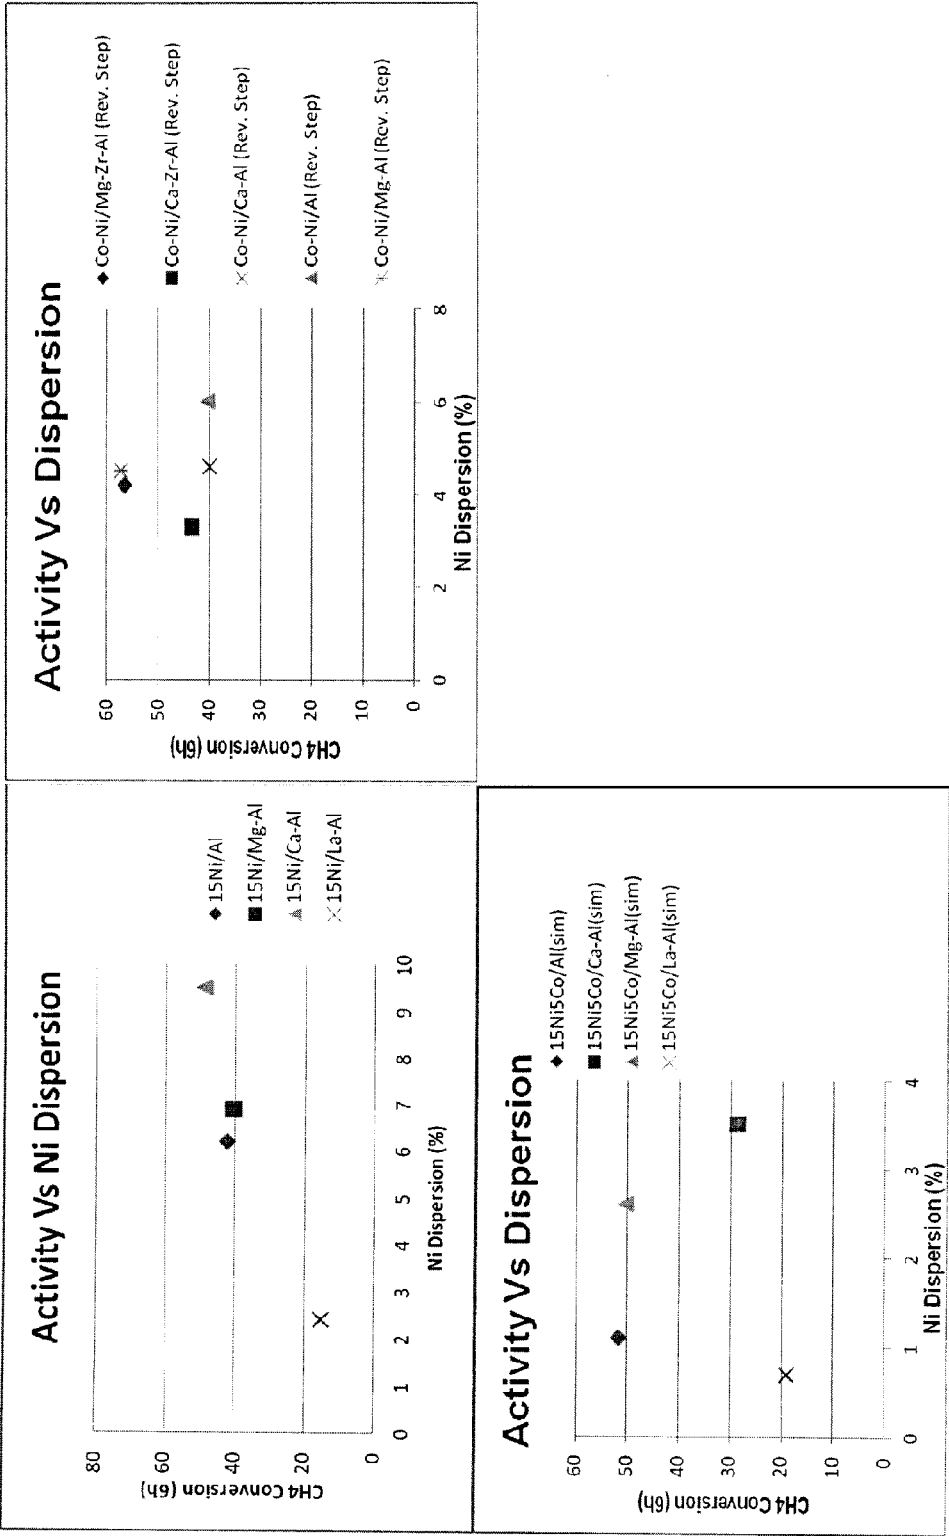 Activity Vs Ni Dispersion
80
60
40
20
0
CH4 Conversion (6h)
0 1 2 3 4 5 6 7 8 9 10
Ni Dispersion (%)
15Ni/Al
15Ni/Mg-Al
15Ni/Ca-Al
15Ni/La-Al
Activity Vs Dispersion
60
50
40
30
20
10
0
CH4 Conversion (6h)
0 2 4 6 8
Ni Dispersion (%)
Co-Ni/Mg-Zr-Al (Rev. Step)
Co-Ni/Ca-Zr-Al (Rev. Step)
Co-Ni/Ca-Al (Rev. Step)
Co-Ni/Al (Rev. Step)
Co-Ni/Mg-Al (Rev. Step)
Activity Vs Dispersion
60
50
40
30
20
10
0
CH4 Conversion (6h)
0 1 2 3 4
Ni Dispersion (%)
15Ni5Co/Al(sim)
15Ni5Co/Ca-Al(sim)
15Ni5Co/Mg-Al(sim)
15Ni5Co/La-Al(sim)